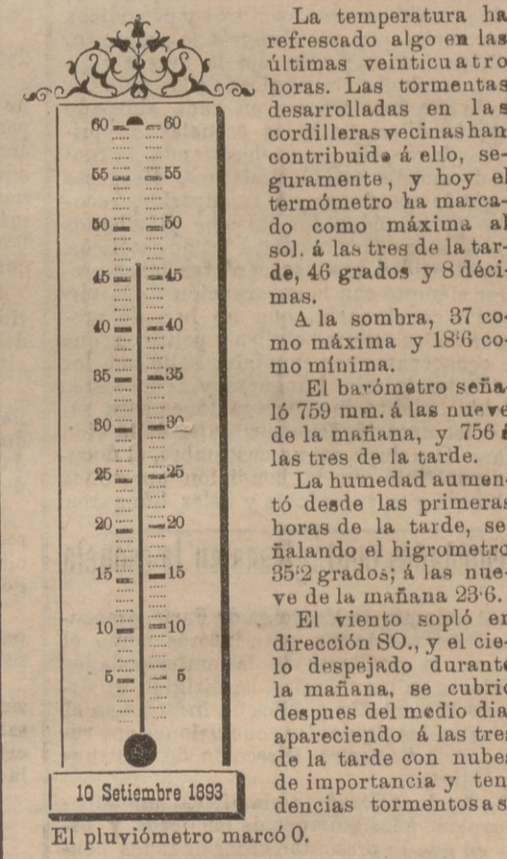 60 60
55 55
50 50
45 45
40 40
35 35
30 30
25 25
20 20
15 15
10 10
5 5
10 Setiembre 1893
La temperatura ha
refrescado algo en las
últimas veinticuatro
horas. Las tormentas
desarrolladas en las
cordilleras vecinas han
contribuido á ello, se-
guramente, y hoy el
termómetro ha marca-
do como máxima al
sol. á las tres de la tar-
de, 46 grados y 8 déci-
mas.
A la sombra, 37 co-
mo máxima y 18'6 co-
mo mínima.
El barómetro seña-
ló 759 mm. á las nueve
de la mañana, y 756 á
las tres de la tarde.
La humedad aumen-
tó desde las primeras
horas de la tarde, se-
ñalando el higrometro
35'2 grados; á las nue-
ve de la mañana 23'6.
El viento sopló en
dirección SO., y el cie-
lo despejado durante
la mañana, se cubrió
despues del medio dia
apareciendo á las tres
de la tarde con nubes
de importancia y ten-
dencias tormentosas
El pluviómetro marcó 0.